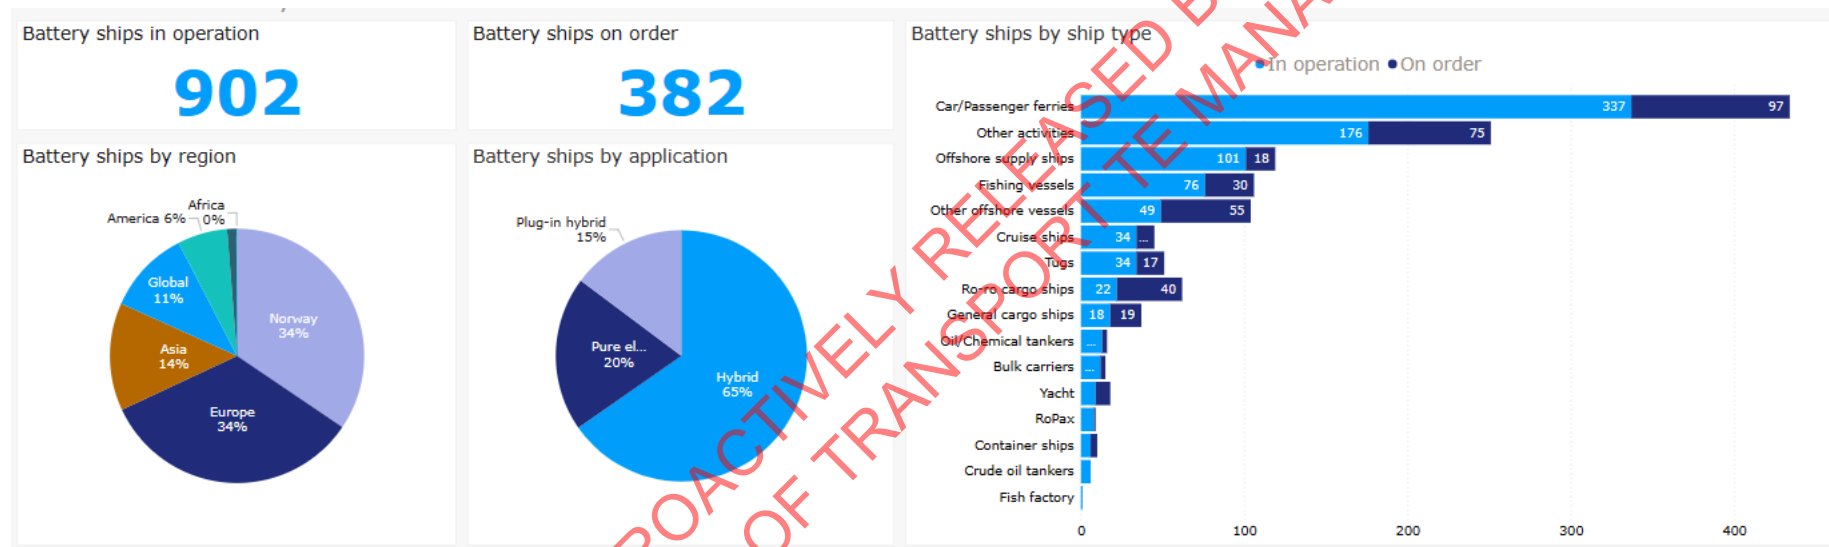 Battery ships in operation
902
Battery ships on order
382
Battery ships by region
Africa
America 6%
0%
Global
11%
Norway
34%
Asia
14%
Europe
34%
Battery ships by application
Plug-in hybrid
15%
Pure el...
20%
Hybrid
65%
Battery ships by ship type
In operation On order
Car/Passenger ferries 337 97
Other activities 176 75
Offshore supply ships 101 18
Fishing vessels 76 30
Other offshore vessels 49 55
Cruise ships 34 ...
Tugs 34 17
Ro-ro cargo ships 22 40
General cargo ships 18 19
Oil/Chemical tankers ...
Bulk carriers ...
Yacht
RoPax
Container ships
Crude oil tankers
Fish factory
0 100 200 300 400
ROACTIVELY RELEASED B
OF TRANSPORT TE MANA